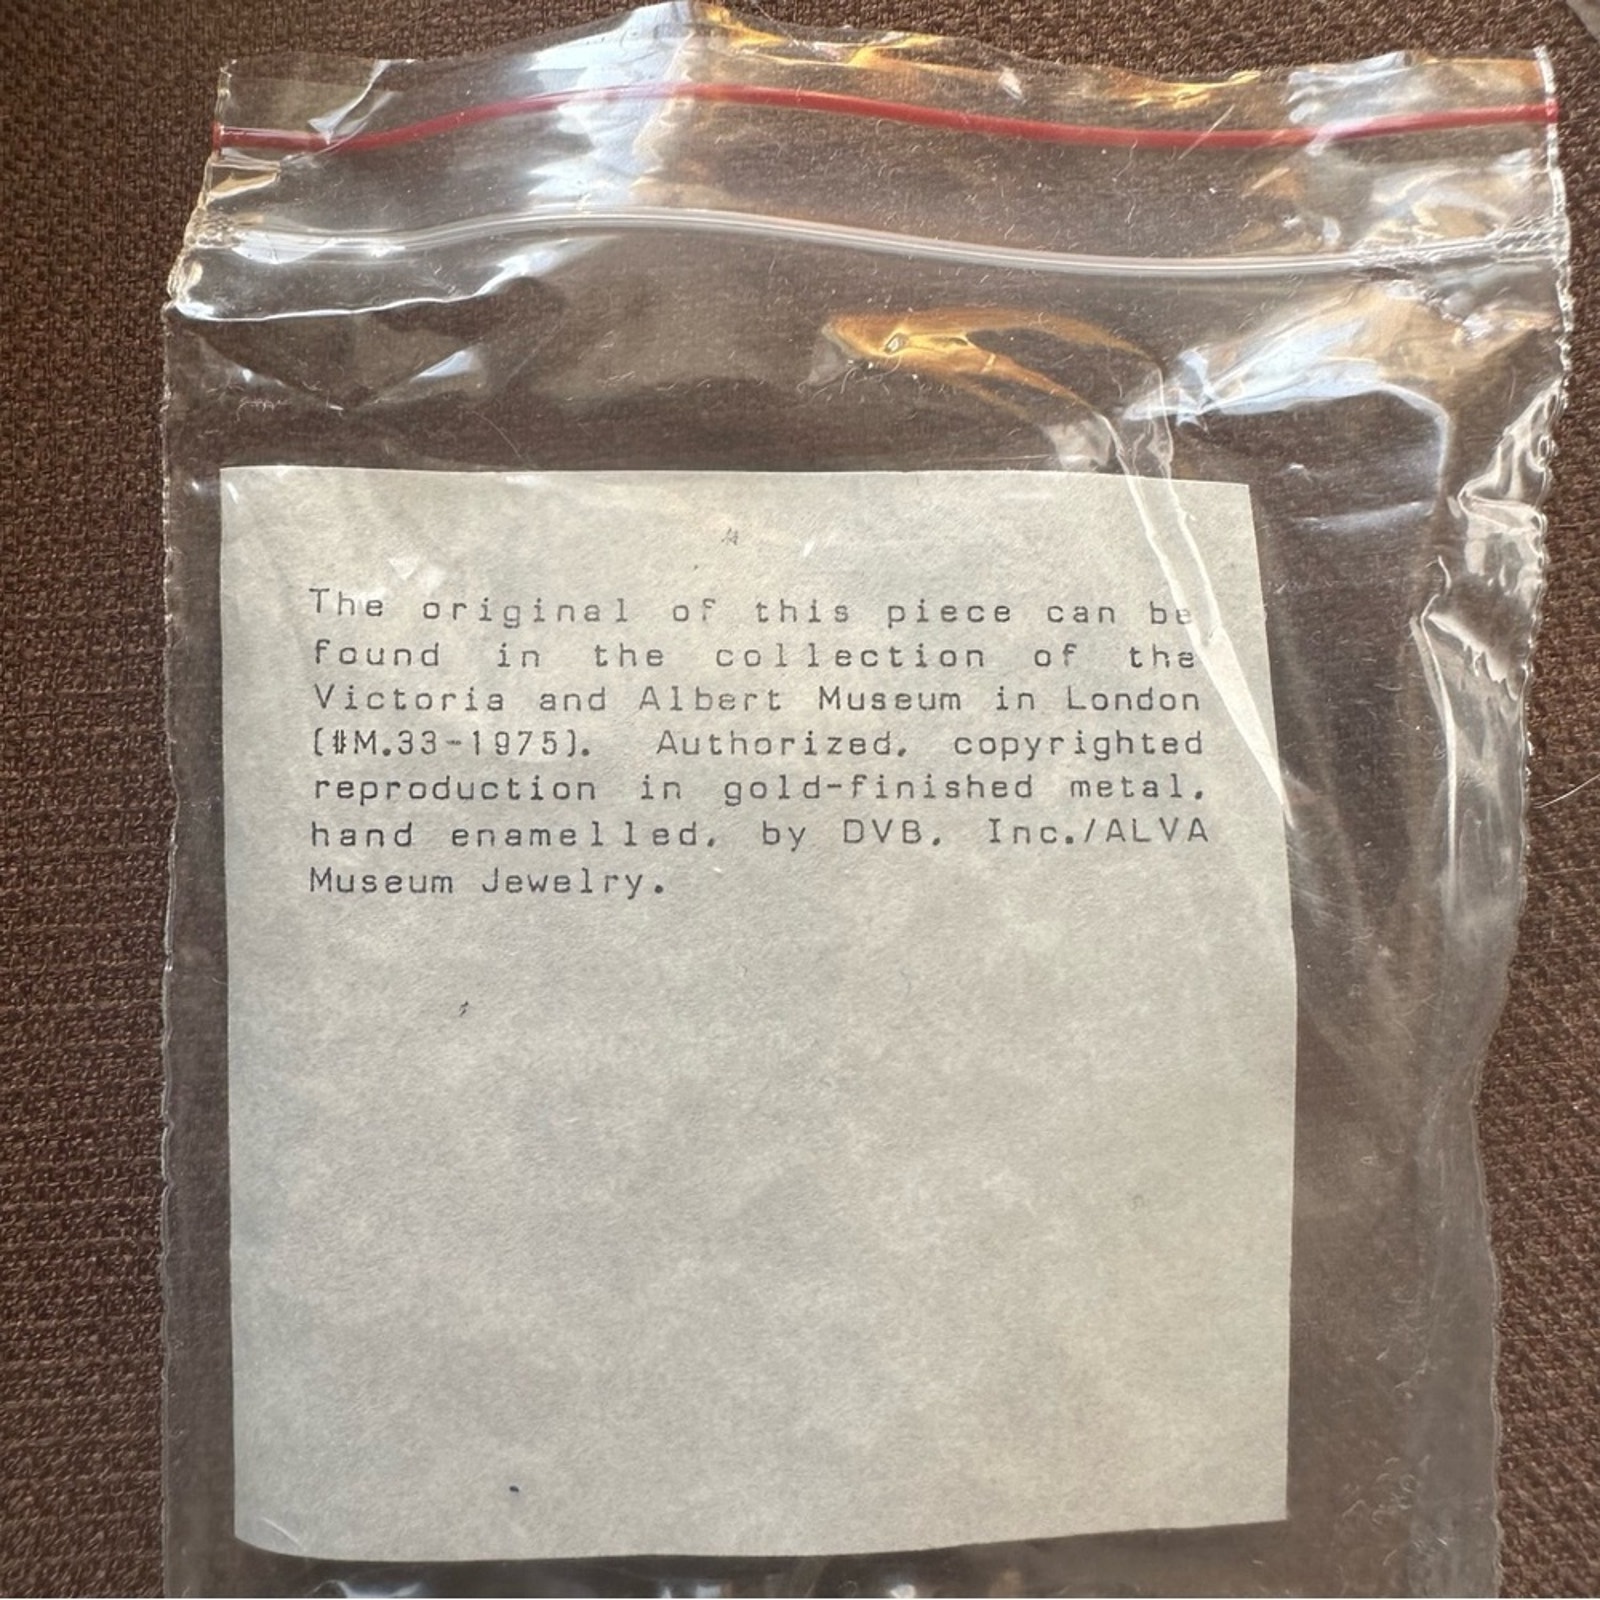 The original of this piece can be
found in the collection of the
Victoria and Albert Museum in London
(#M.33-1975). Authorized, copyrighted
reproduction in gold-finished metal,
hand enamelled, by DVB, Inc./ALVA
Museum Jewelry.